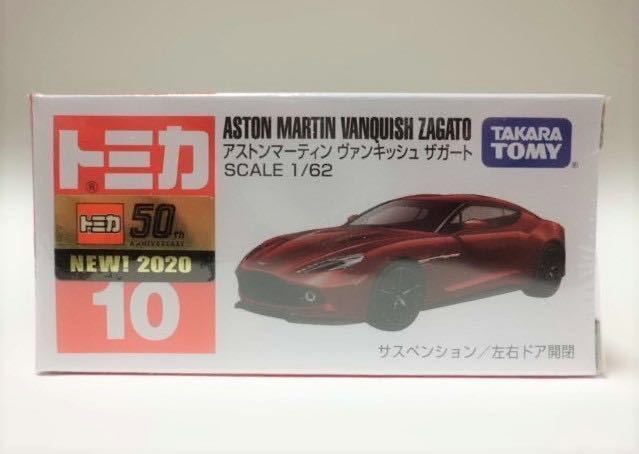 トミカ
®
トミカ 50th
ANNIVERSARY
NEW! 2020
10
ASTON MARTIN VANQUISH ZAGATO
アストンマーティン ヴァンキッシュ ザガート
SCALE 1/62
TAKARA
TOMY
®
サスペンション/左右ドア開閉